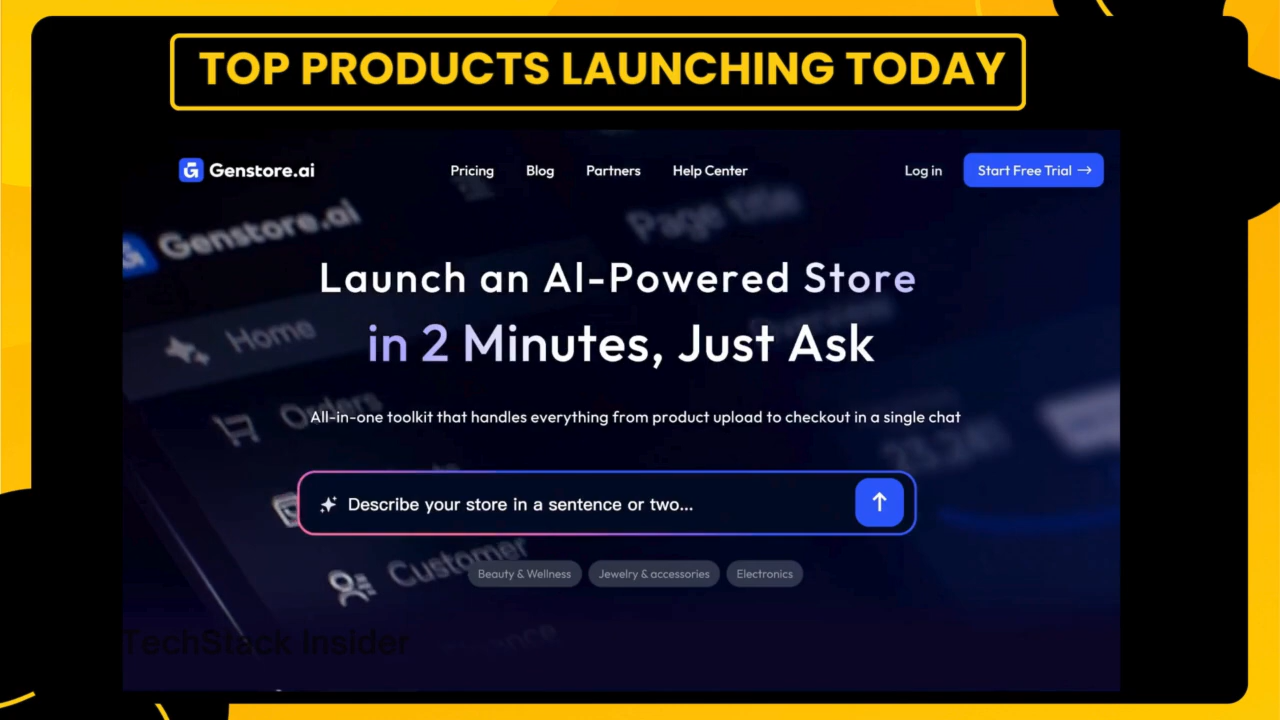 TOP PRODUCTS LAUNCHING TODAY
Genstore.ai
Pricing
Blog
Partners
Help Center
Log in
Start Free Trial →
Genstore.ai
Page title
Launch an AI-Powered Store
Home
in 2 Minutes, Just Ask
Orders
All-in-one toolkit that handles everything from product upload to checkout in a single chat
Describe your store in a sentence or two...
Customer
Beauty & Wellness
Jewelry & accessories
Electronics
TechStack Insider